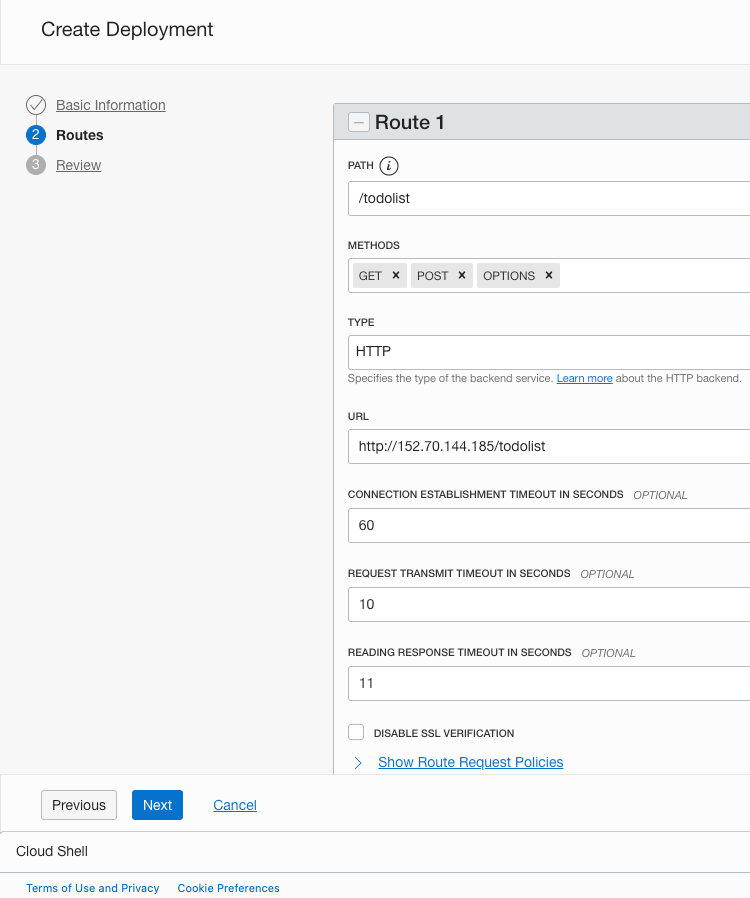 Create Deployment
Basic Information
2 Routes
3 Review
Route 1
PATH i
/todolist
METHODS
GET × POST × OPTIONS ×
TYPE
HTTP
Specifies the type of the backend service. Learn more about the HTTP backend.
URL
http://152.70.144.185/todolist
CONNECTION ESTABLISHMENT TIMEOUT IN SECONDS OPTIONAL
60
REQUEST TRANSMIT TIMEOUT IN SECONDS OPTIONAL
10
READING RESPONSE TIMEOUT IN SECONDS OPTIONAL
11
DISABLE SSL VERIFICATION
Show Route Request Policies
Previous Next Cancel
Cloud Shell
Terms of Use and Privacy Cookie Preferences